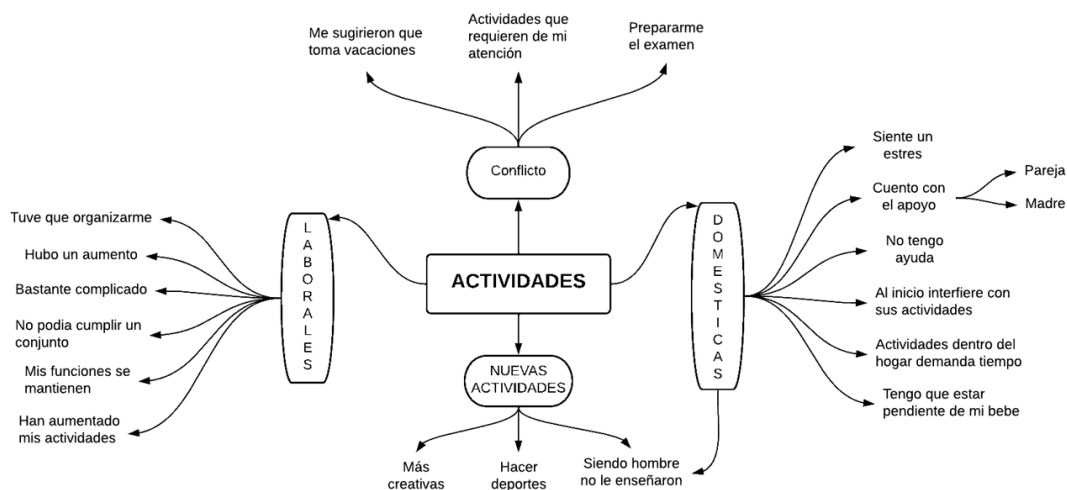 Me sugirieron que
toma vacaciones
Actividades que
requieren de mi
atención
Prepararme
el examen
Conflicto
Siente un
estres
Cuento con
el apoyo
Pareja
Madre
No tengo
ayuda
Al inicio interfiere con
sus actividades
Actividades dentro del
hogar demanda tiempo
Tengo que estar
pendiente de mi bebe
DOMESTICAS
ACTIVIDADES
LABORALES
Tuve que organizarme
Hubo un aumento
Bastante complicado
No podia cumplir un
conjunto
Mis funciones se
mantienen
Han aumentado
mis actividades
NUEVAS
ACTIVIDADES
Más
creativas
Hacer
deportes
Siendo hombre
no le enseñaron